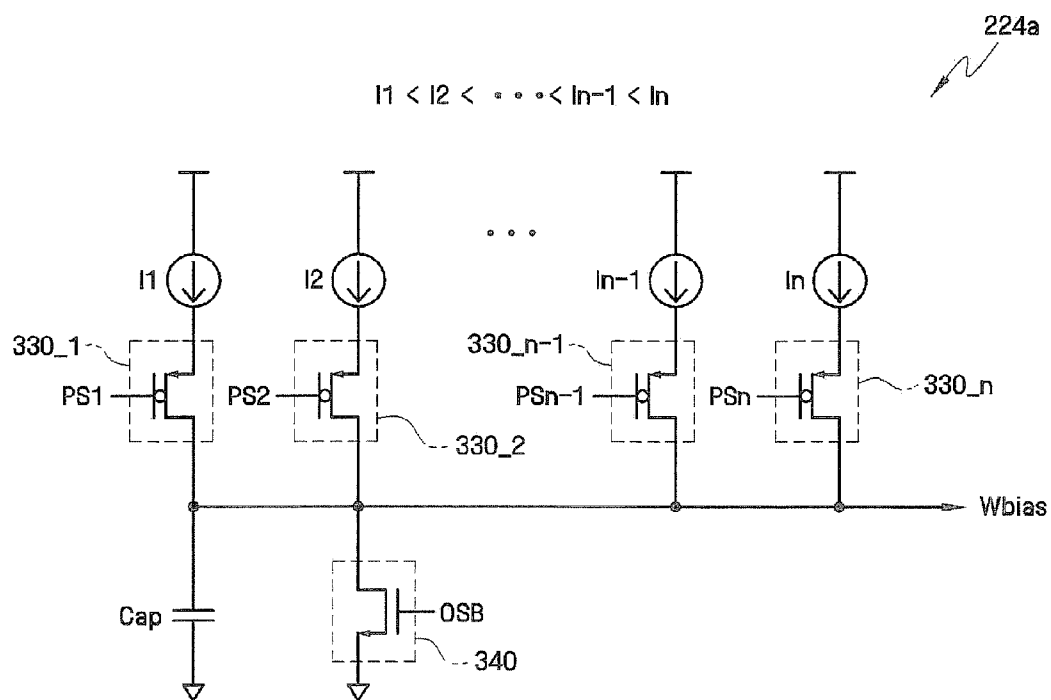 224a
I1 < I2 < • • • < In-1 < In
• • •
I1
I2
In-1
In
330_1
330_n-1
PS1
PS2
PSn-1
PSn
330_n
330_2
Wbias
Cap
OSB
340